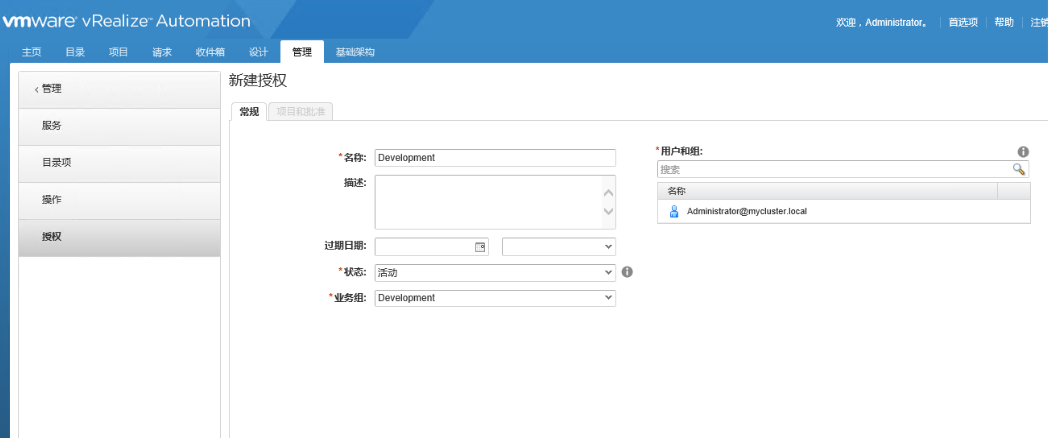 vmware vRealize™ Automation
欢迎，Administrator。 首选项 帮助 注销
主页 目录 项目 请求 收件箱 设计 管理 基础架构
‹ 管理
服务
目录项
操作
授权
新建授权
常规 项目和批准
*名称: Development
描述:
过期日期:
*状态: 活动
*业务组: Development
*用户和组:
搜索
名称
Administrator@mycluster.local